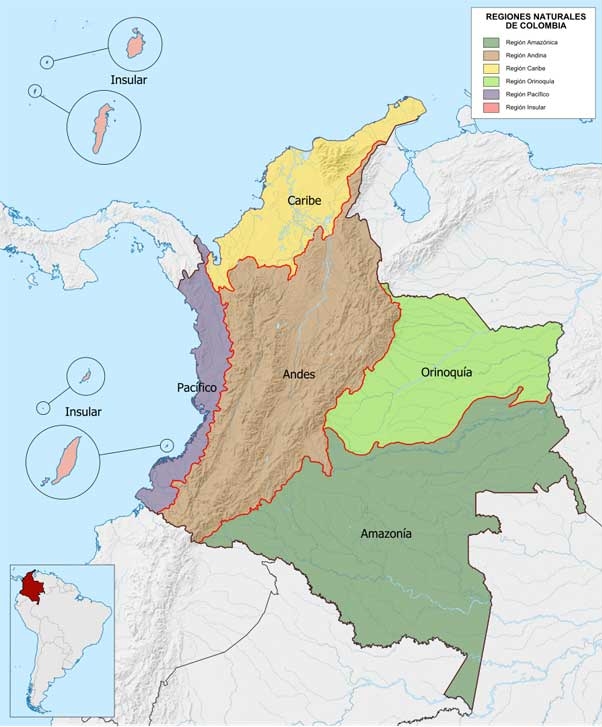 REGIONES NATURALES
DE COLOMBIA
Región Amazónica
Región Andina
Región Caribe
Región Orinoquía
Región Pacífico
Región Insular
Insular
Caribe
Orinoquía
Andes
Pacífico
Insular
Amazonía